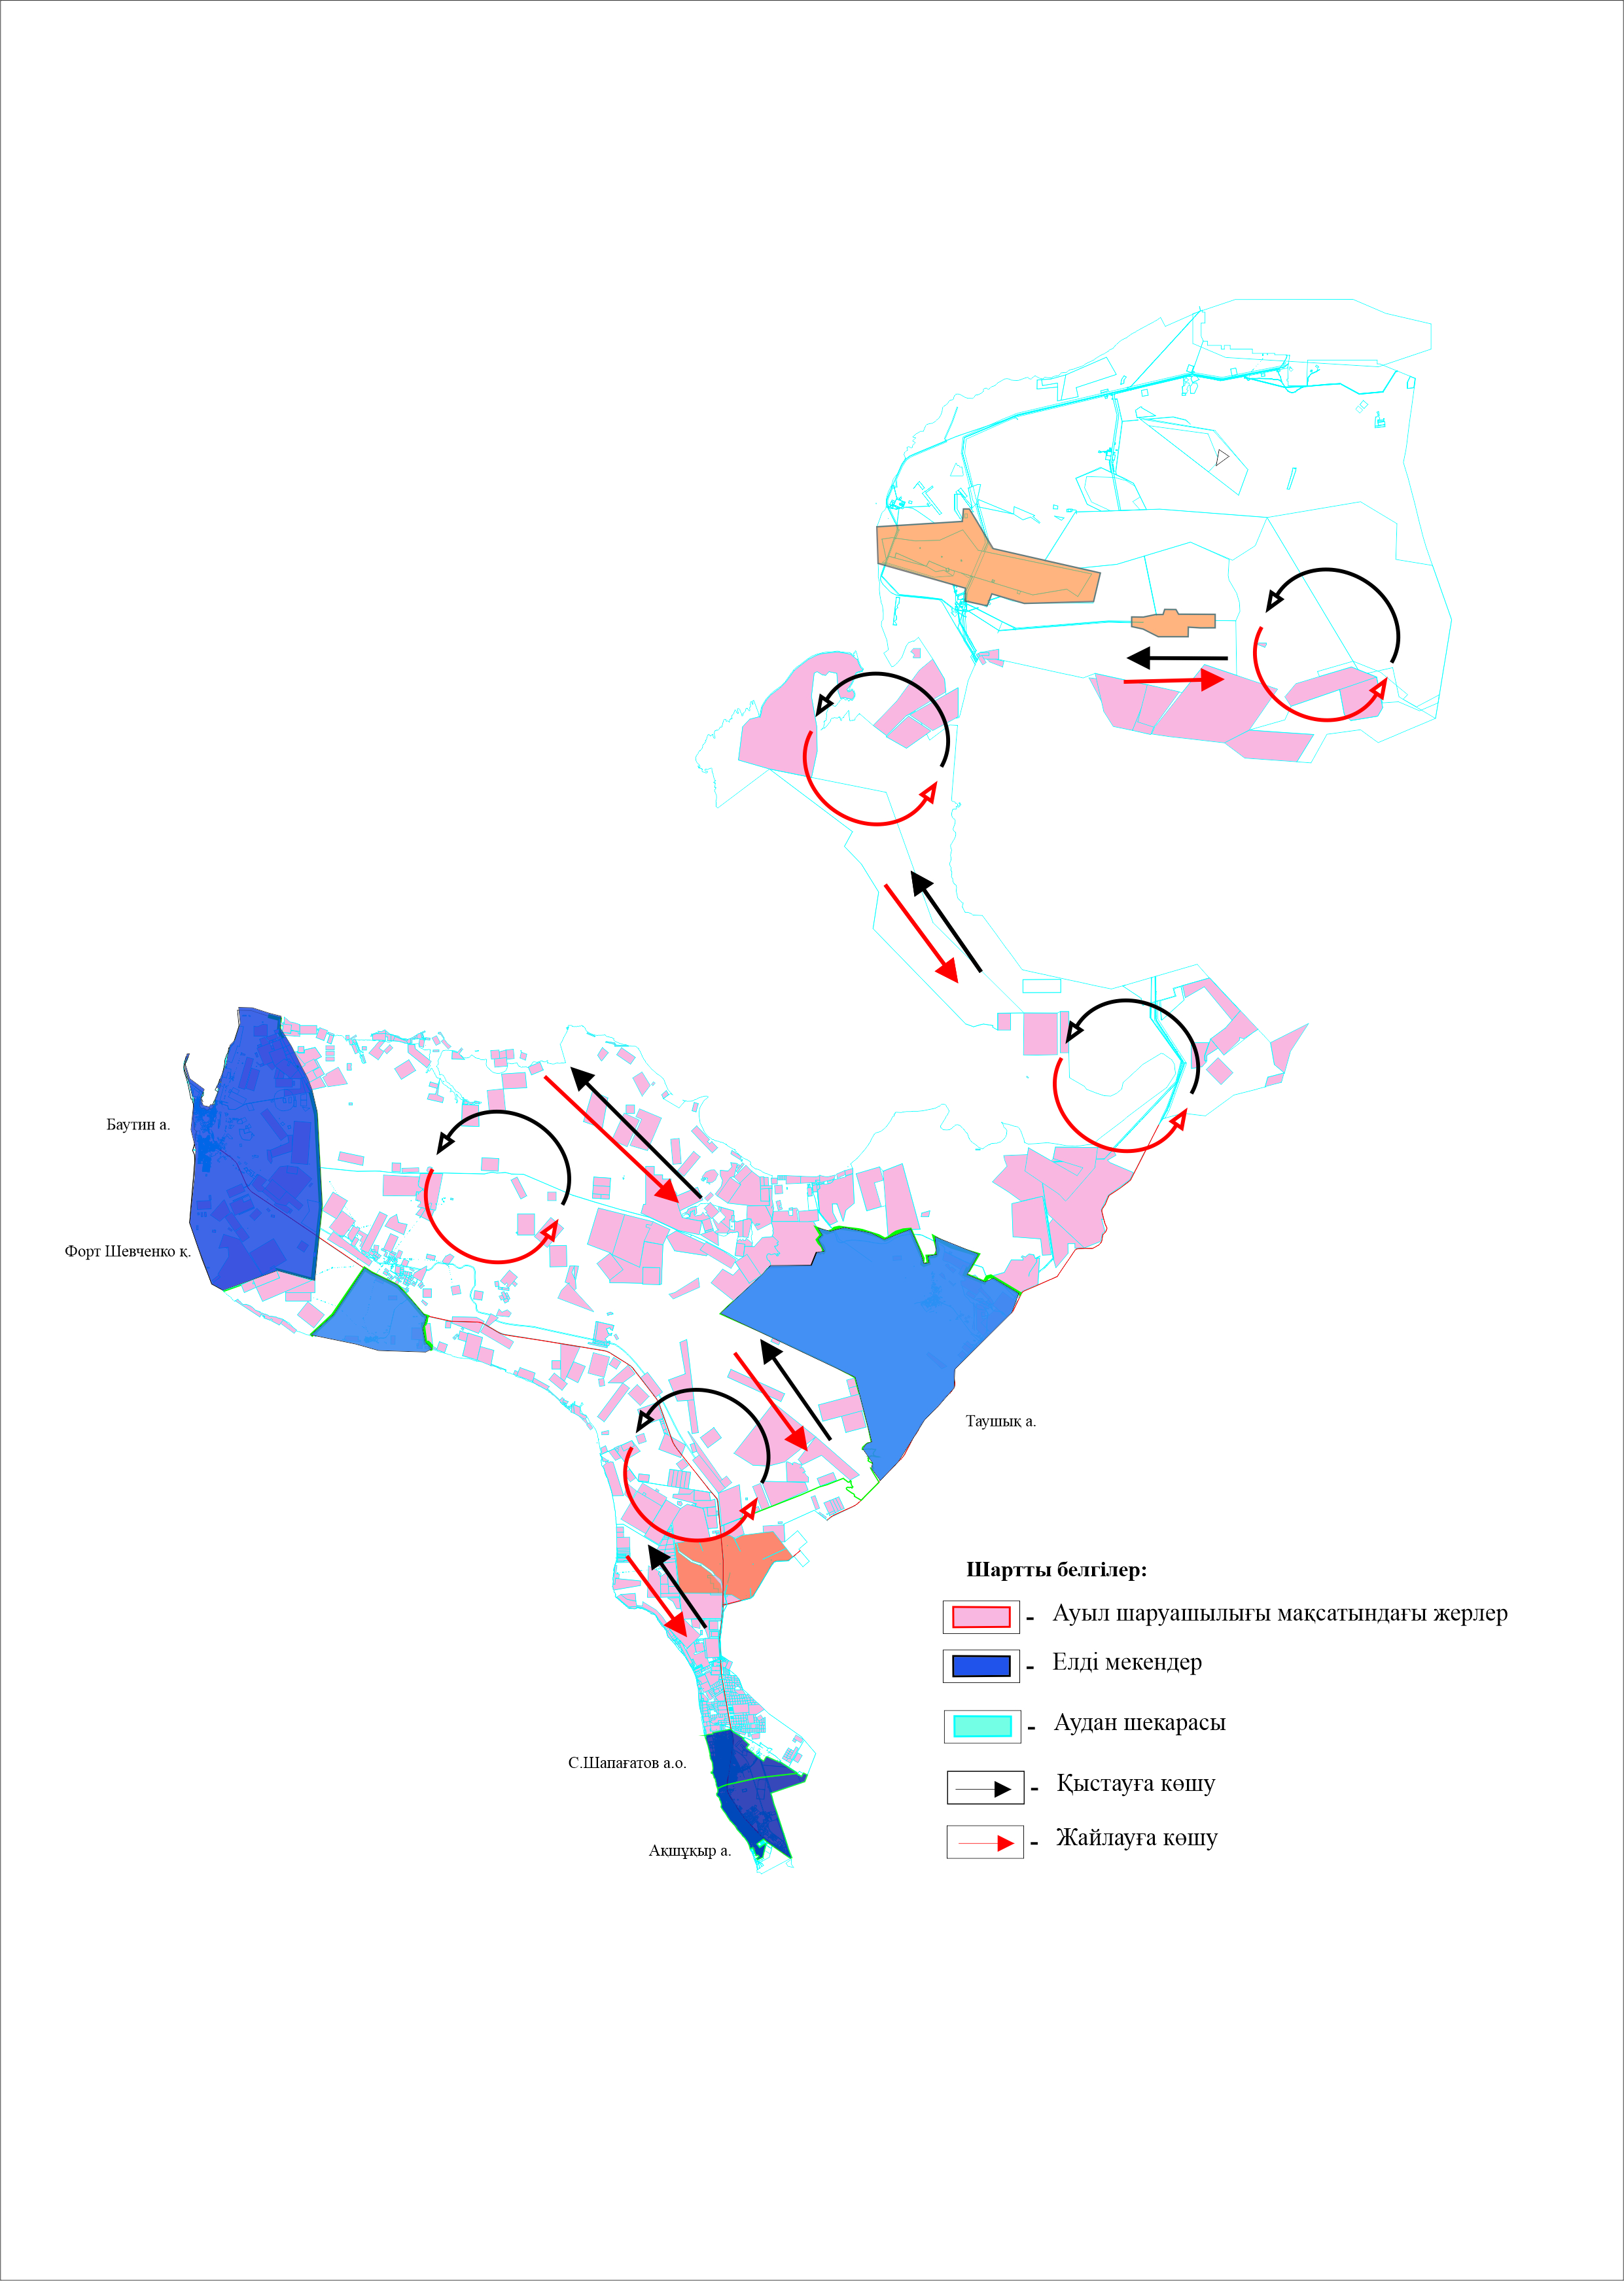 Баутин а.
Форт Шевченко қ.
Таушық а.
Шартты белгілер:
- Ауыл шаруашылығы мақсатындағы жерлер
- Елді мекендер
- Аудан шекарасы
С.Шапағатов а.о.
- Қыстауға көшу
- Жайлауға көшу
Ақшұқыр а.